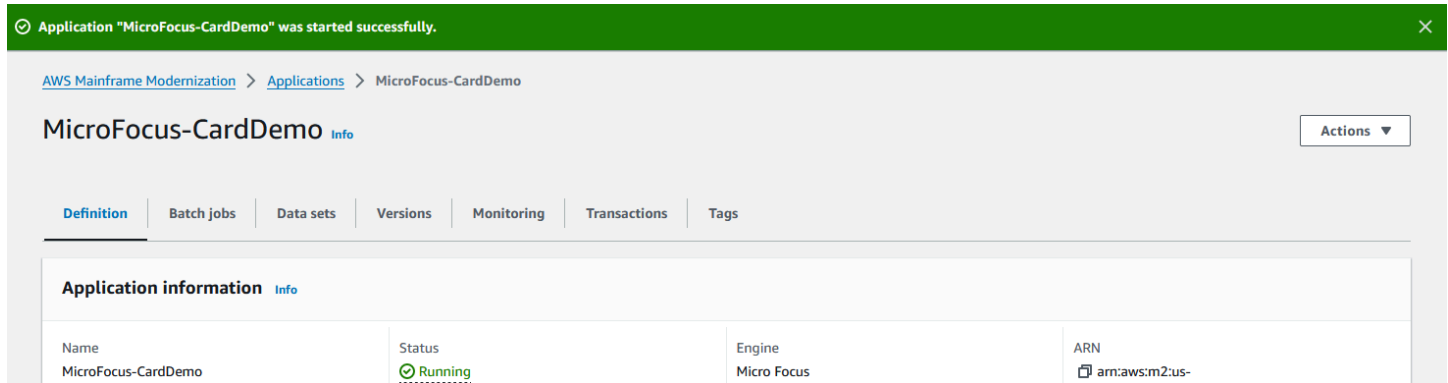 Application "MicroFocus-CardDemo" was started successfully.
AWS Mainframe Modernization > Applications > MicroFocus-CardDemo
MicroFocus-CardDemo Info
Actions
Definition Batch jobs Data sets Versions Monitoring Transactions Tags
Application information Info
Name Status Engine ARN
MicroFocus-CardDemo Running Micro Focus arn:aws:m2:us-